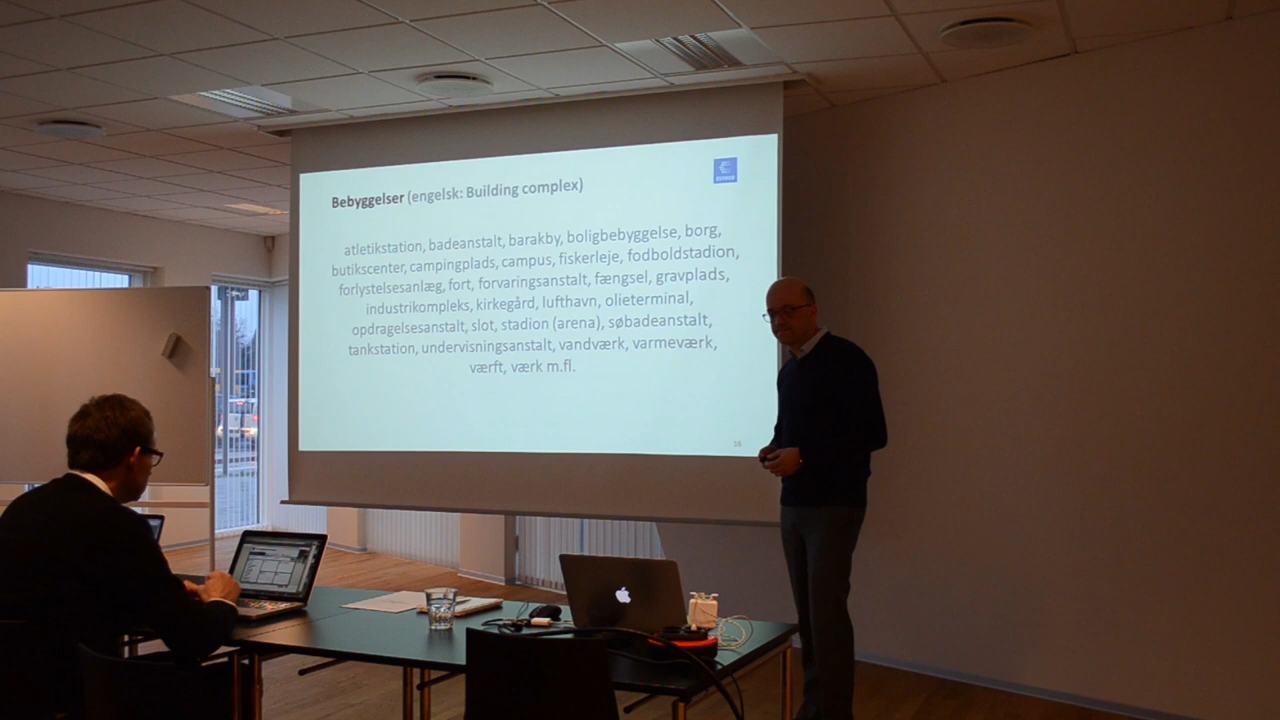 Bebyggelser (engelsk: Building complex)
atletikstation, badeanstalt, barakby, boligbebyggelse, borg,
butikscenter, campingplads, campus, fiskerleje, fodboldstadion,
forlystelsesanlæg, fort, forvaringsanstalt, fængsel, gravplads,
industrikompleks, kirkegård, lufthavn, olieterminal,
opdragelsesanstalt, slot, stadion (arena), søbadeanstalt,
tankstation, undervisningsanstalt, vandværk, varmeværk,
værft, værk m.fl.
16